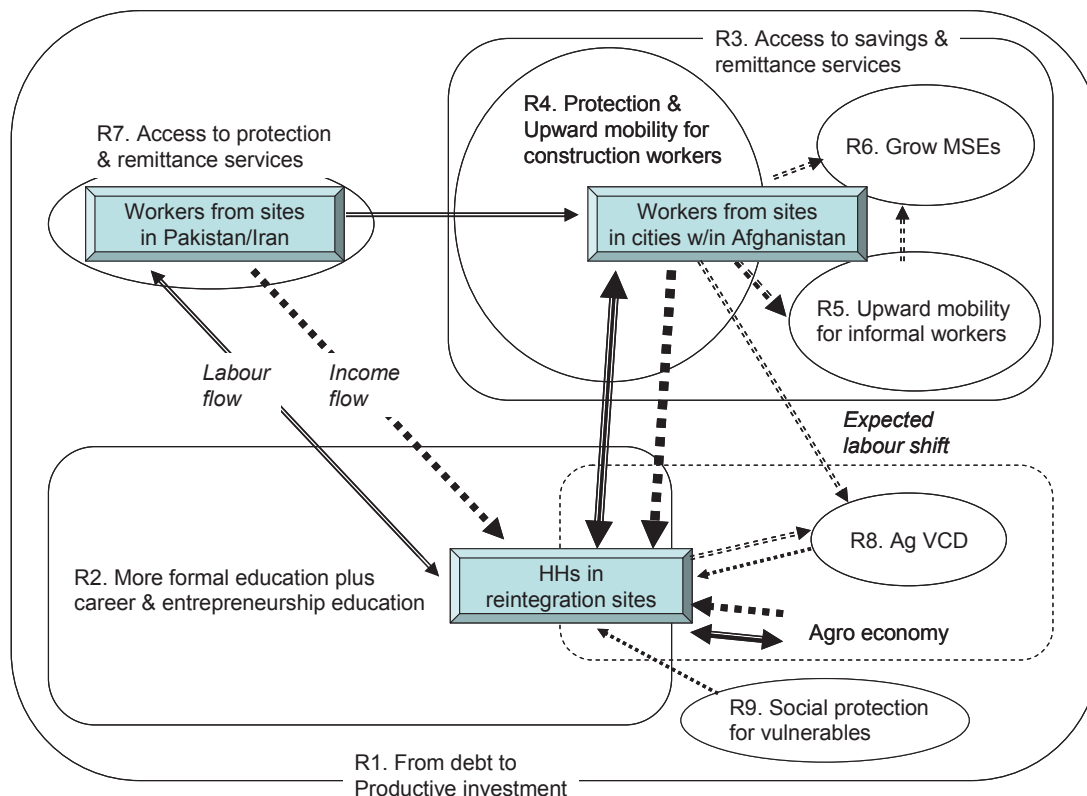 R3. Access to savings &
remittance services
R4. Protection &
Upward mobility for
construction workers
R7. Access to protection
& remittance services
R6. Grow MSEs
Workers from sites
in Pakistan/Iran
Workers from sites
in cities w/in Afghanistan
R5. Upward mobility
for informal workers
Labour
flow
Income
flow
Expected
labour shift
R8. Ag VCD
R2. More formal education plus
career & entrepreneurship education
HHs in
reintegration sites
Agro economy
R9. Social protection
for vulnerables
R1. From debt to
Productive investment